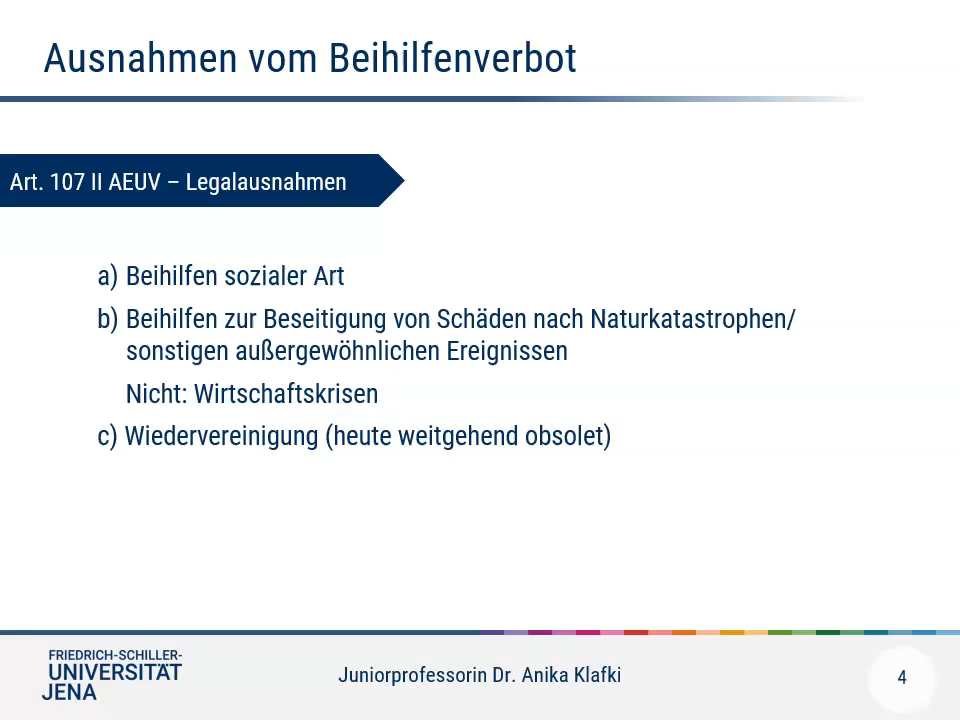 Ausnahmen vom Beihilfenverbot
Art. 107 II AEUV – Legalausnahmen
a) Beihilfen sozialer Art
b) Beihilfen zur Beseitigung von Schäden nach Naturkatastrophen/
sonstigen außergewöhnlichen Ereignissen
Nicht: Wirtschaftskrisen
c) Wiedervereinigung (heute weitgehend obsolet)
FRIEDRICH-SCHILLER-
UNIVERSITÄT
JENA
Juniorprofessorin Dr. Anika Klafki
4